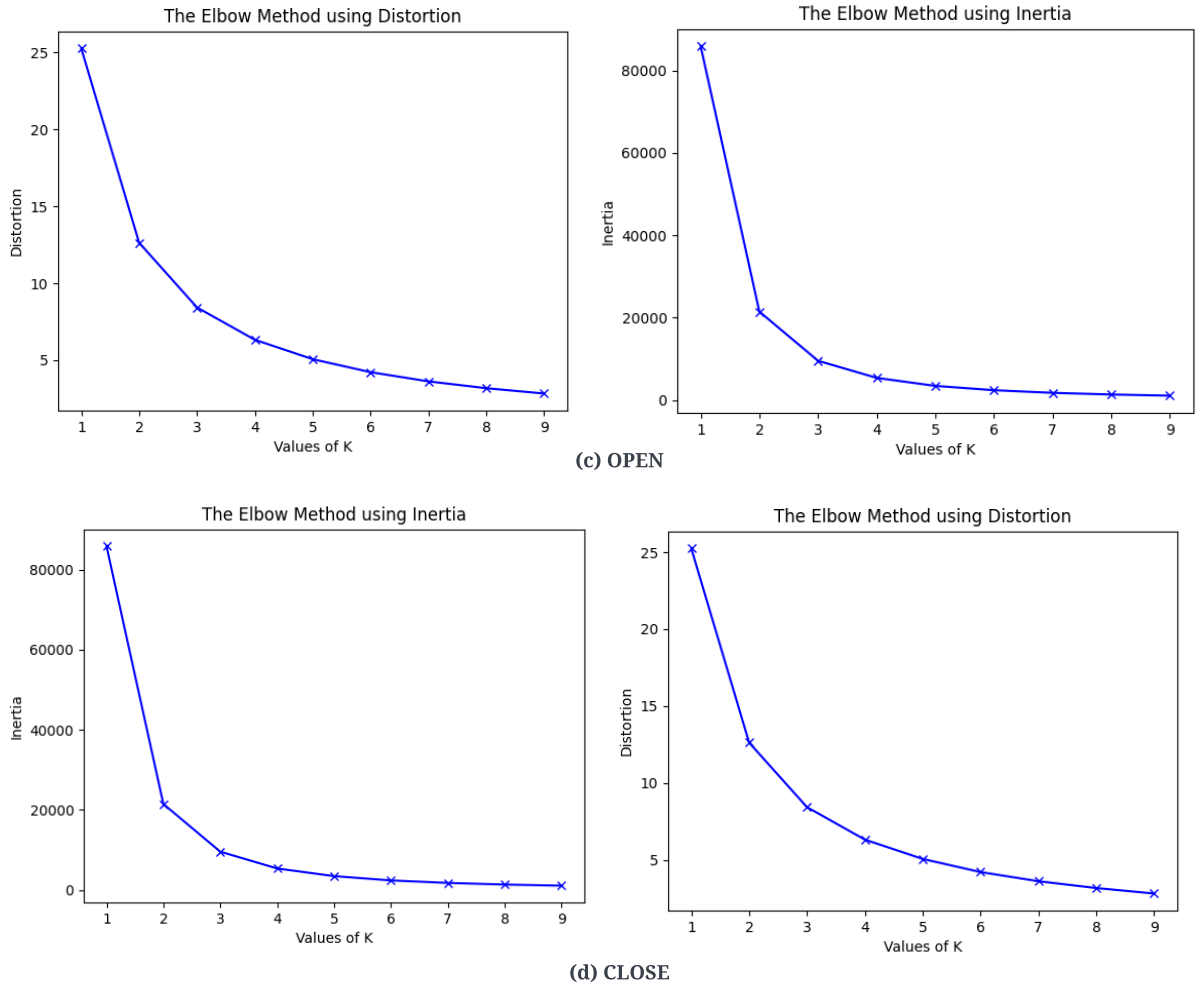 The Elbow Method using Distortion
25
20
15
10
5
Distortion
1 2 3 4 5 6 7 8 9
Values of K
The Elbow Method using Inertia
80000
60000
40000
20000
0
Inertia
1 2 3 4 5 6 7 8 9
Values of K
(c) OPEN
The Elbow Method using Inertia
80000
60000
40000
20000
0
Inertia
1 2 3 4 5 6 7 8 9
Values of K
The Elbow Method using Distortion
25
20
15
10
5
Distortion
1 2 3 4 5 6 7 8 9
Values of K
(d) CLOSE